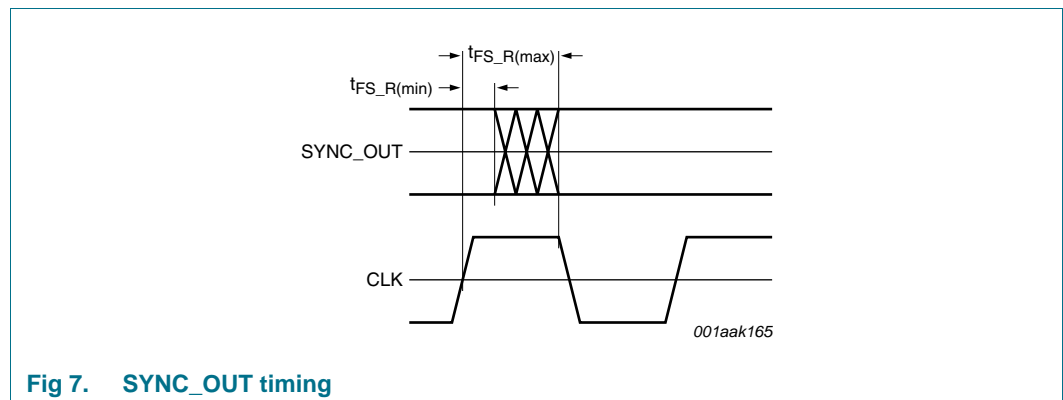 tFS_R(max)
tFS_R(min)
SYNC_OUT
CLK
001aak165
Fig 7. SYNC_OUT timing